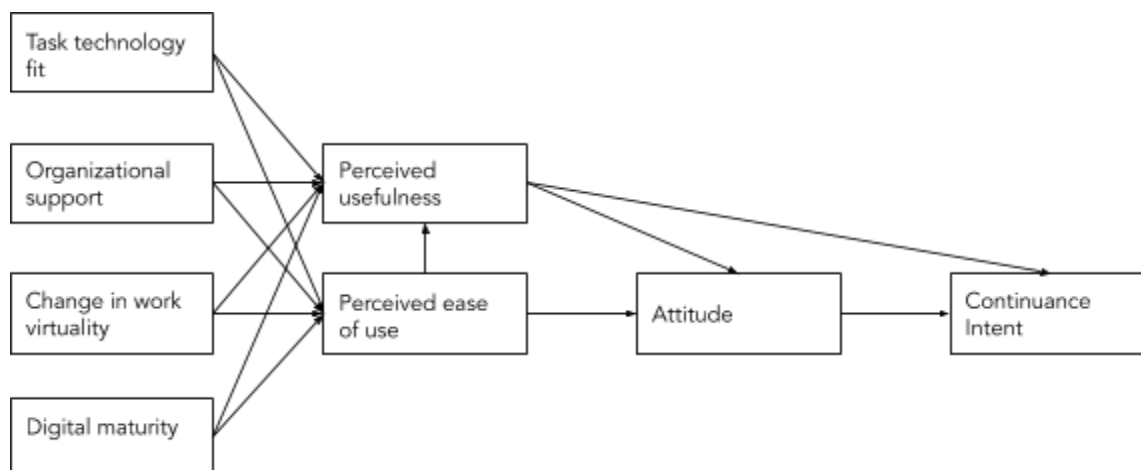 Task technology
fit
Organizational
support
Change in work
virtuality
Digital maturity
Perceived
usefulness
Perceived ease
of use
Attitude
Continuance
Intent